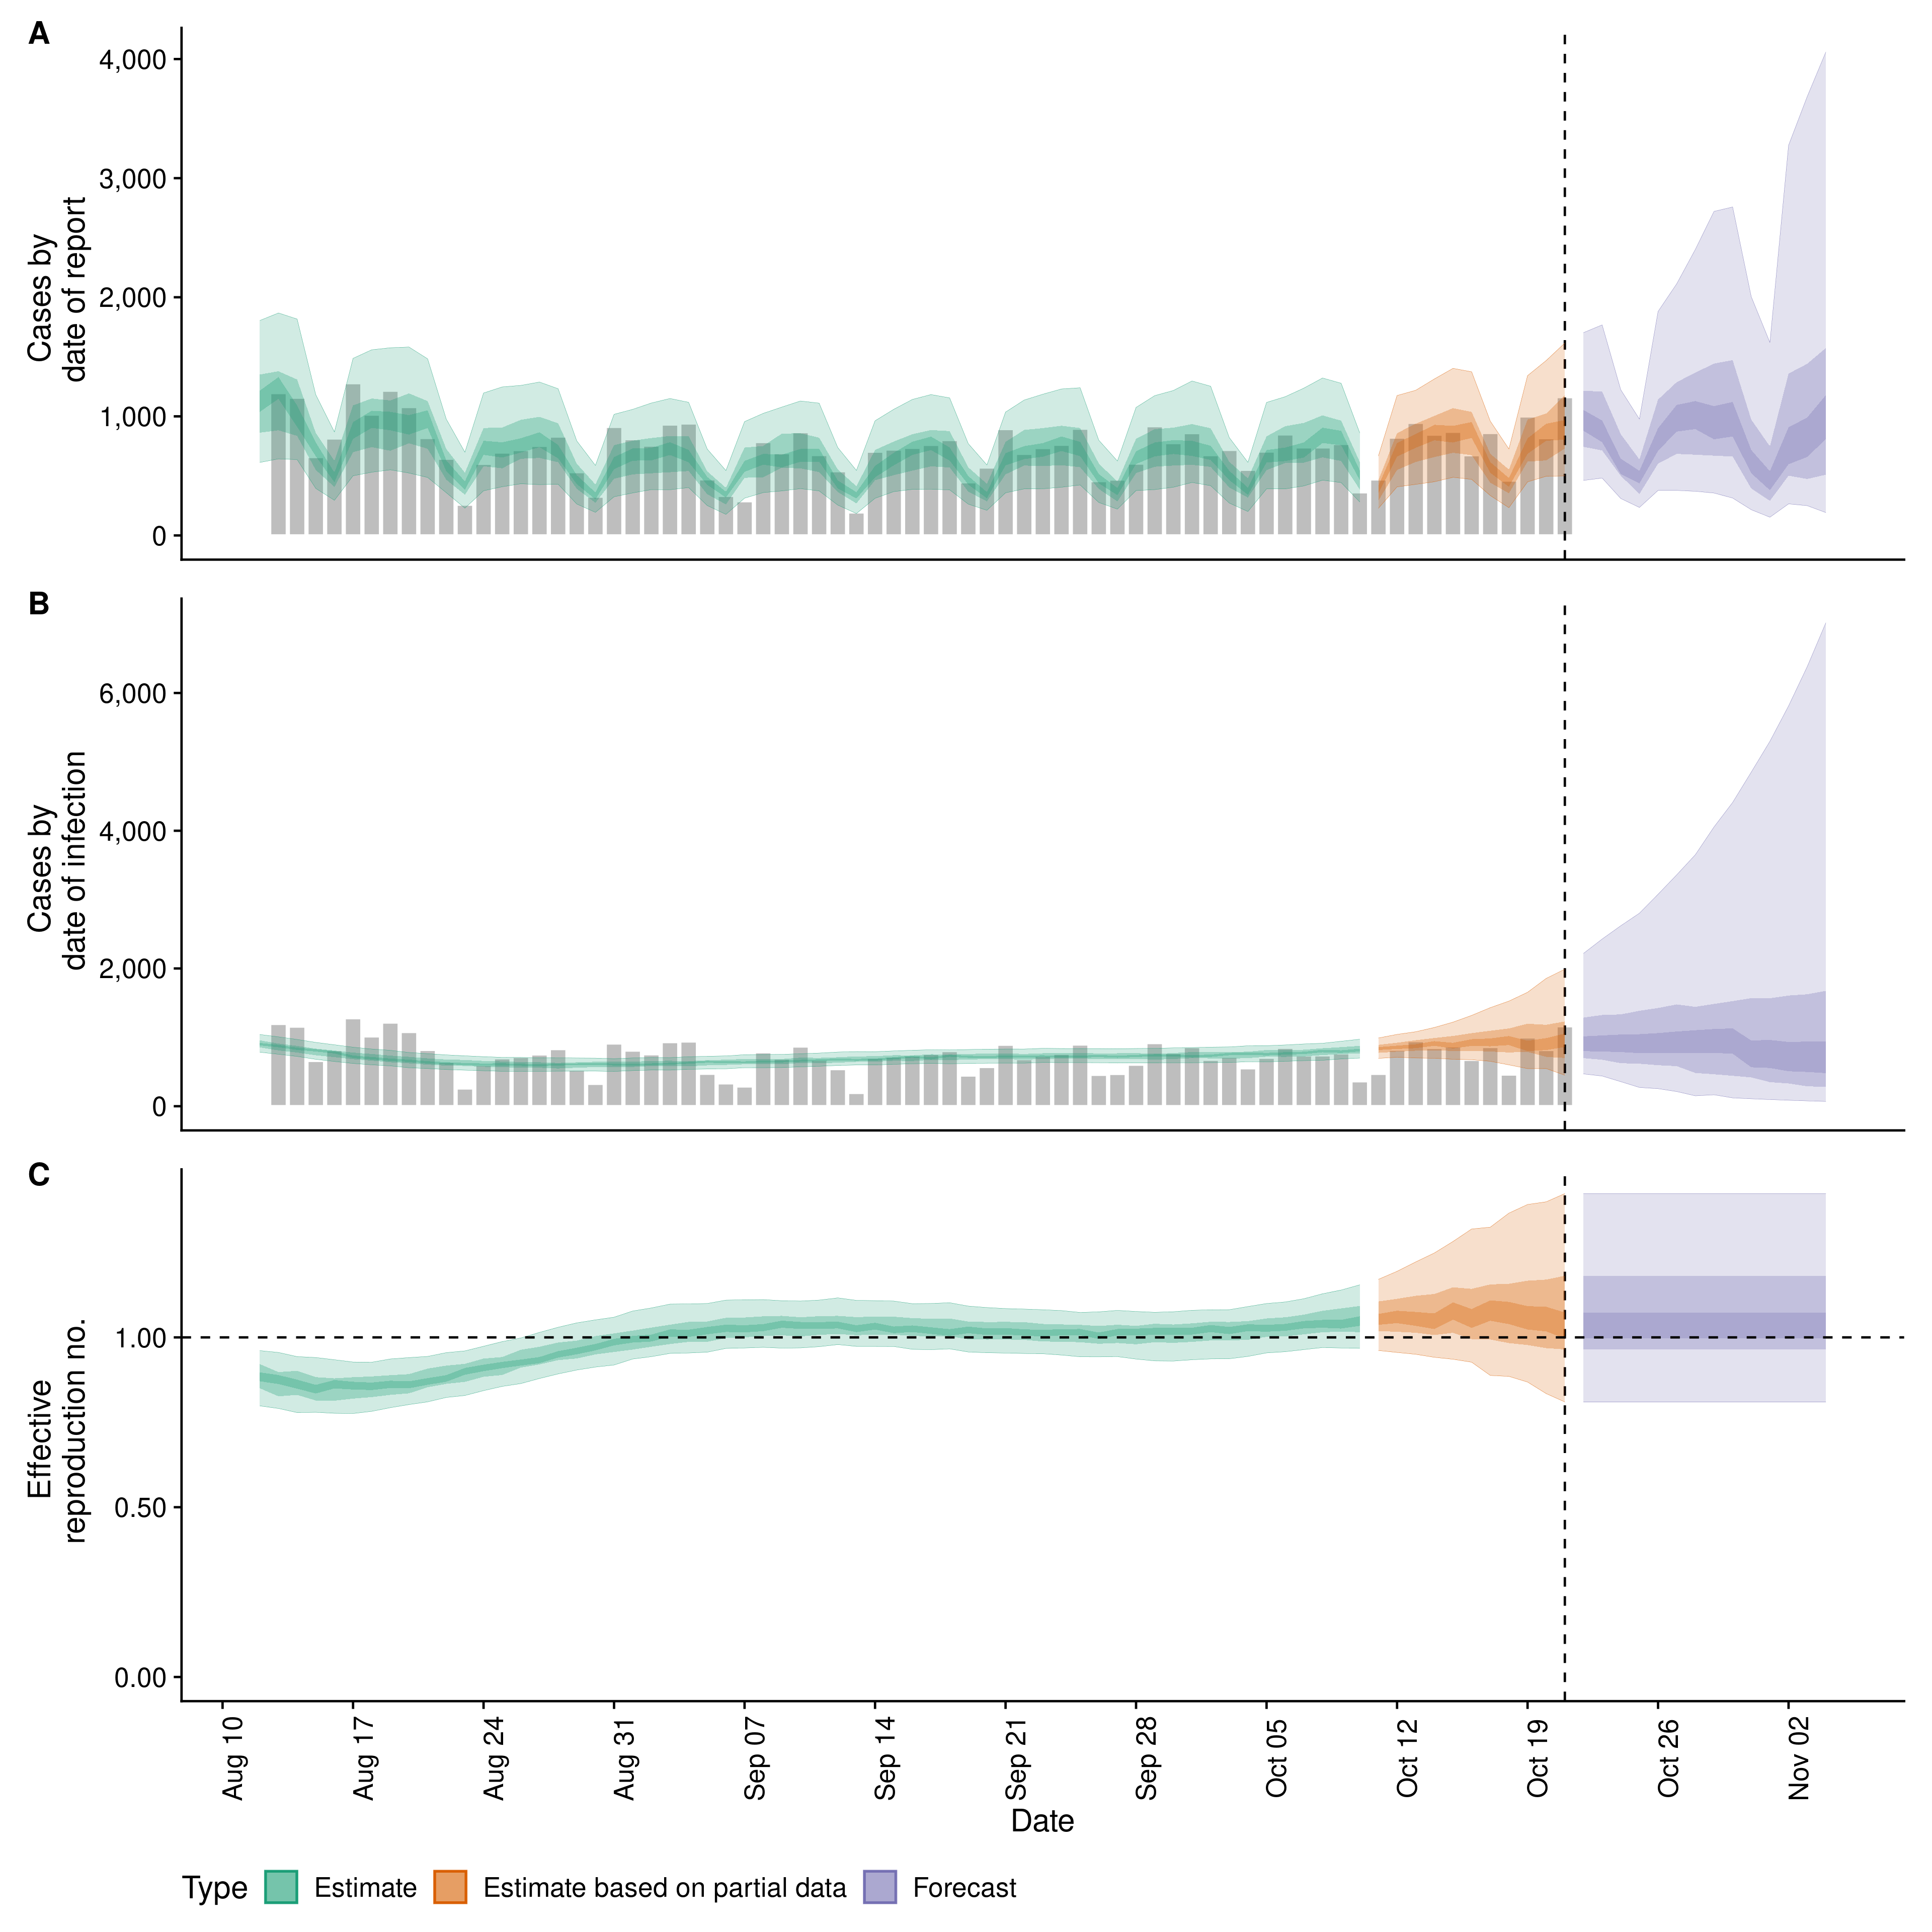 A
4,000
3,000
2,000
1,000
0
Cases by
date of report
B
6,000
4,000
2,000
0
Cases by
date of infection
C
1.00
0.50
0.00
Effective
reproduction no.
Aug 10
Aug 17
Aug 24
Aug 31
Sep 07
Sep 14
Sep 21
Sep 28
Oct 05
Oct 12
Oct 19
Oct 26
Nov 02
Date
Type Estimate Estimate based on partial data Forecast